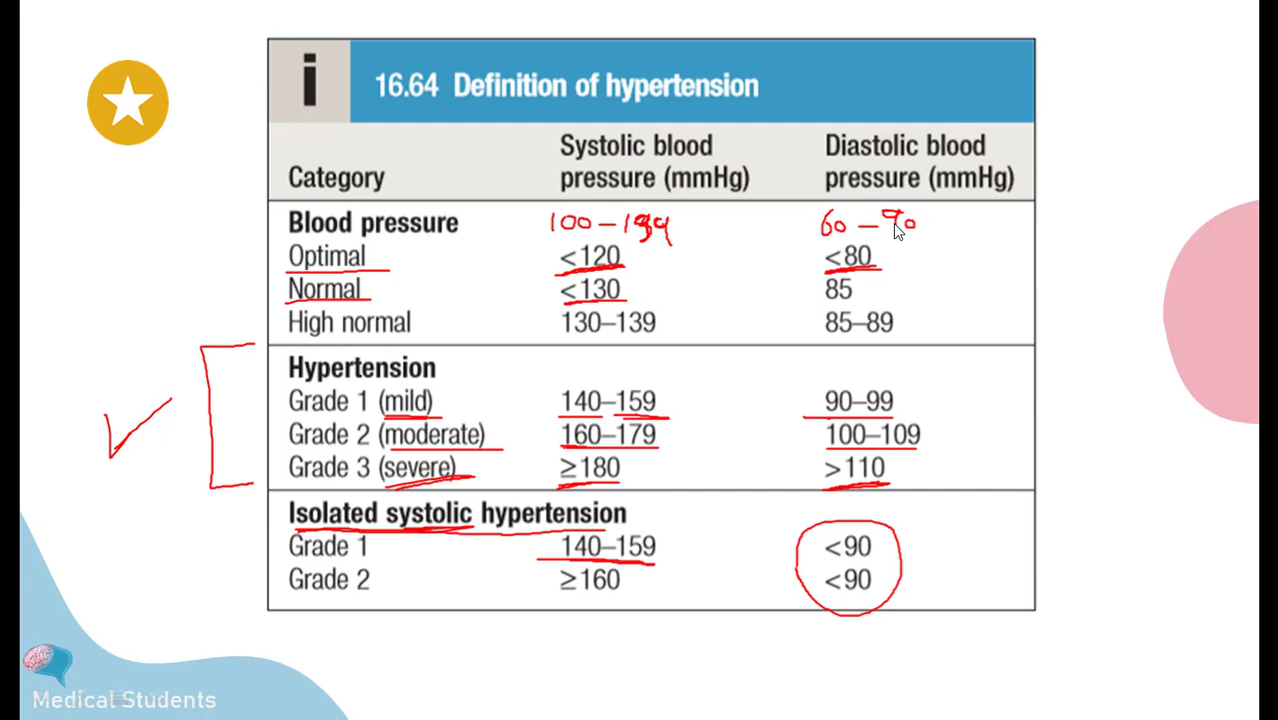 i
16.64 Definition of hypertension
Category Systolic blood pressure (mmHg) Diastolic blood pressure (mmHg)
Blood pressure 100 – 60 – 90
Optimal <120 <80
Normal <130 85
High normal 130–139 85–89
Hypertension
Grade 1 (mild) 140–159 90–99
Grade 2 (moderate) 160–179 100–109
Grade 3 (severe) ≥180 >110
Isolated systolic hypertension
Grade 1 140–159 <90
Grade 2 ≥160 <90
Medical Students